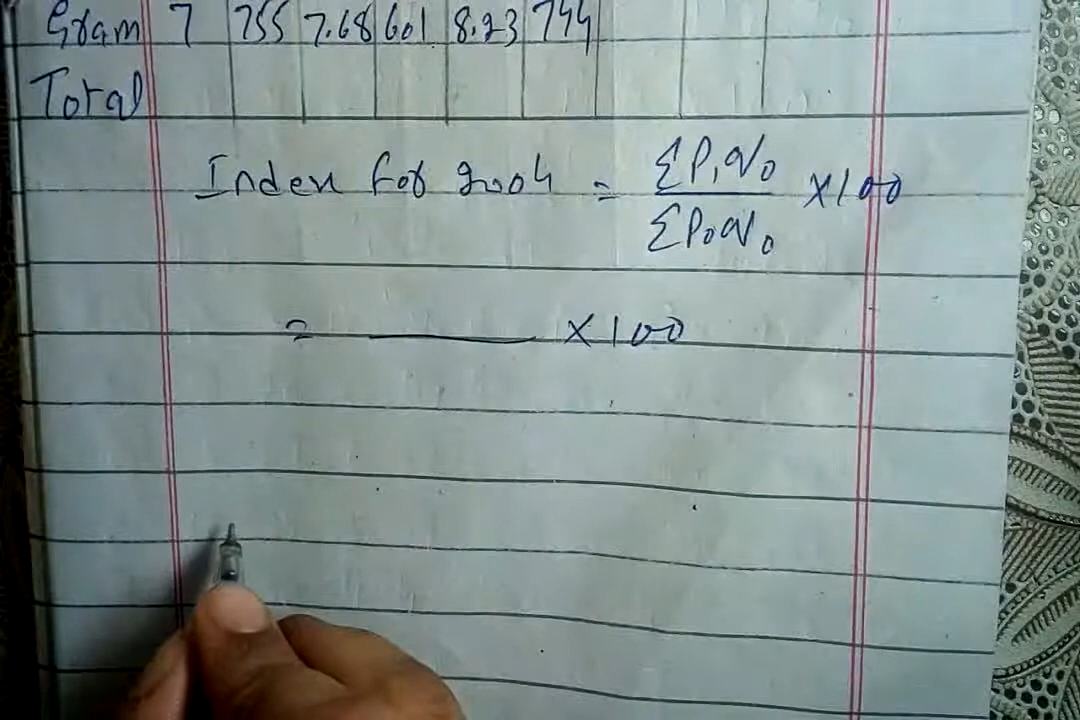 Gram 7 755 7.68 601 8.23 744
Total
Index for 2004 = ΣP₁q₀ / ΣP₀q₀ × 100
= ——— × 100